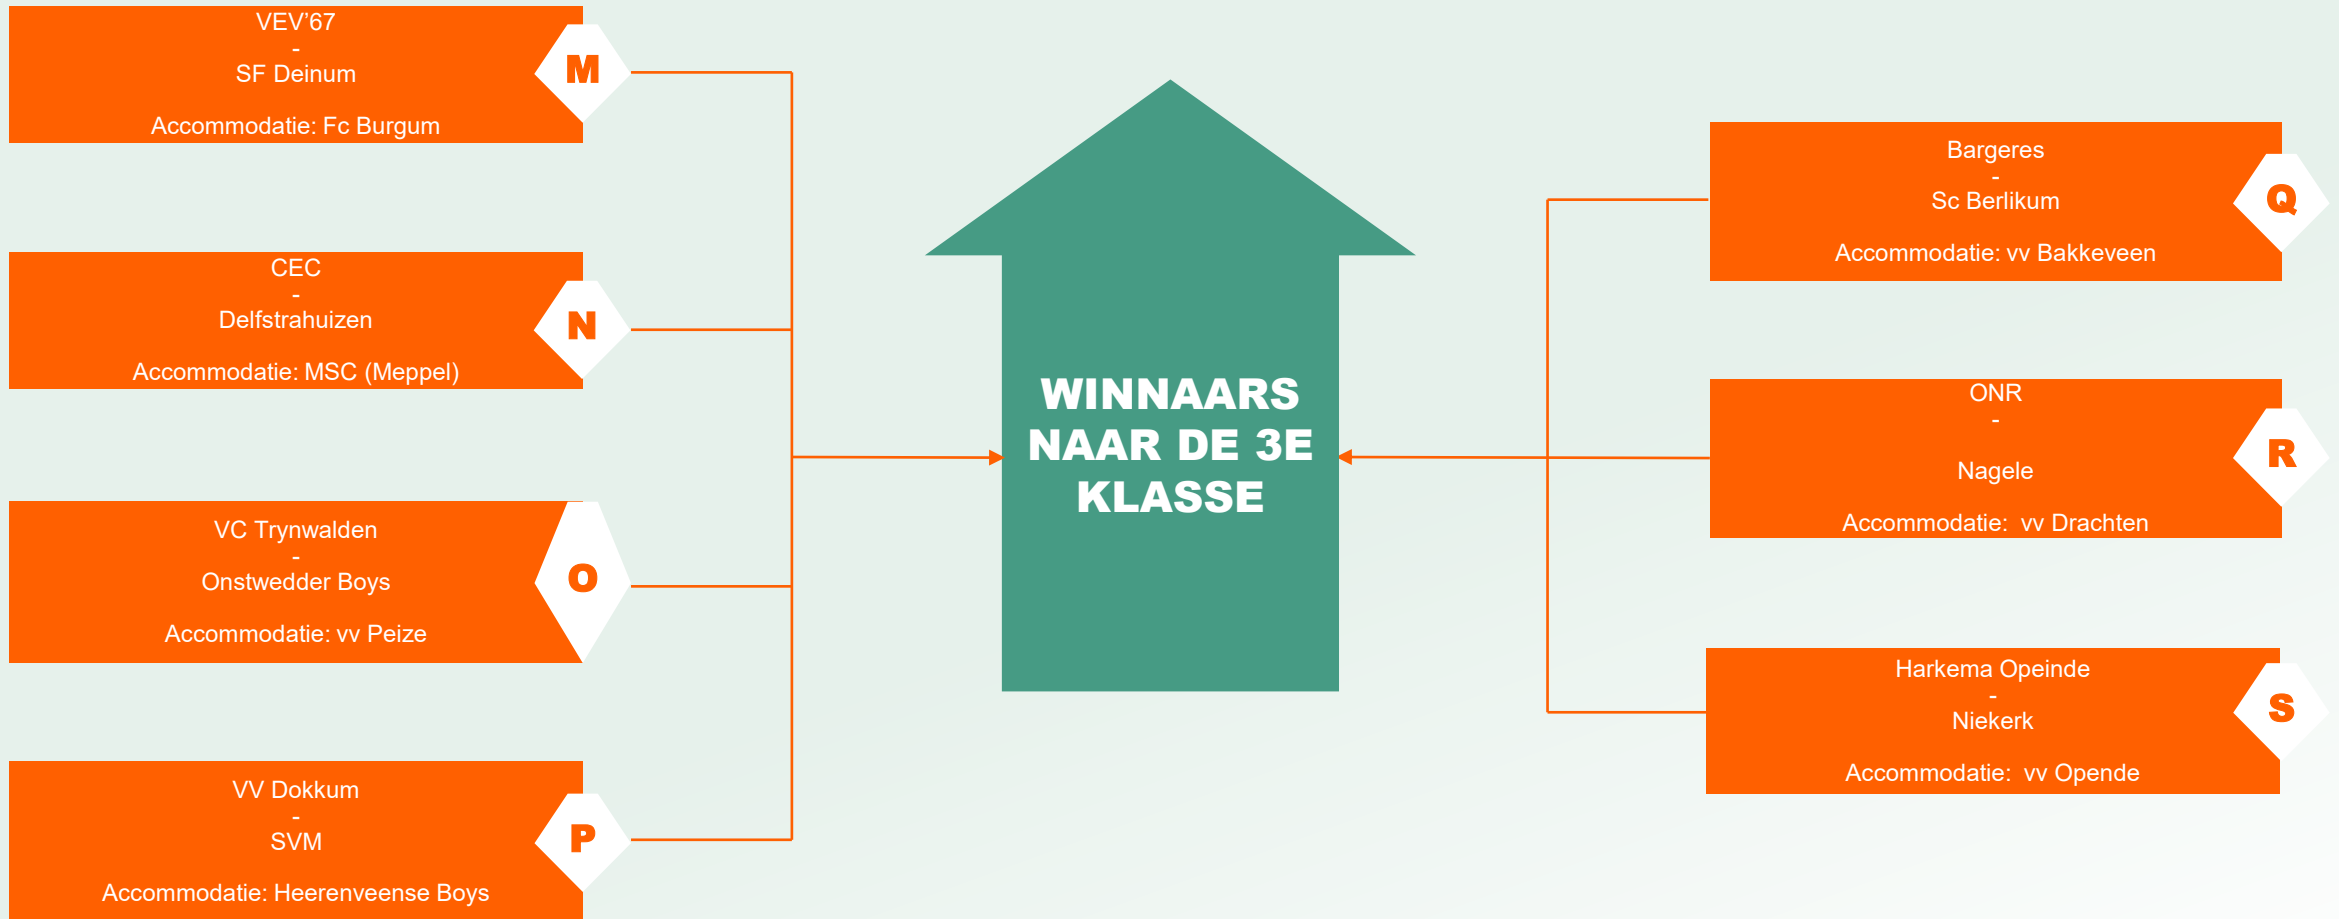 VEV’67
-
SF Deinum
Accommodatie: Fc Burgum
M
CEC
-
Delfstrahuizen
Accommodatie: MSC (Meppel)
N
VC Trynwalden
-
Onstwedder Boys
Accommodatie: vv Peize
O
VV Dokkum
-
SVM
Accommodatie: Heerenveense Boys
P
WINNAARS
NAAR DE 3E
KLASSE
Bargeres
-
Sc Berlikum
Accommodatie: vv Bakkeveen
Q
ONR
-
Nagele
Accommodatie:  vv Drachten
R
Harkema Opeinde
-
Niekerk
Accommodatie:  vv Opende
S